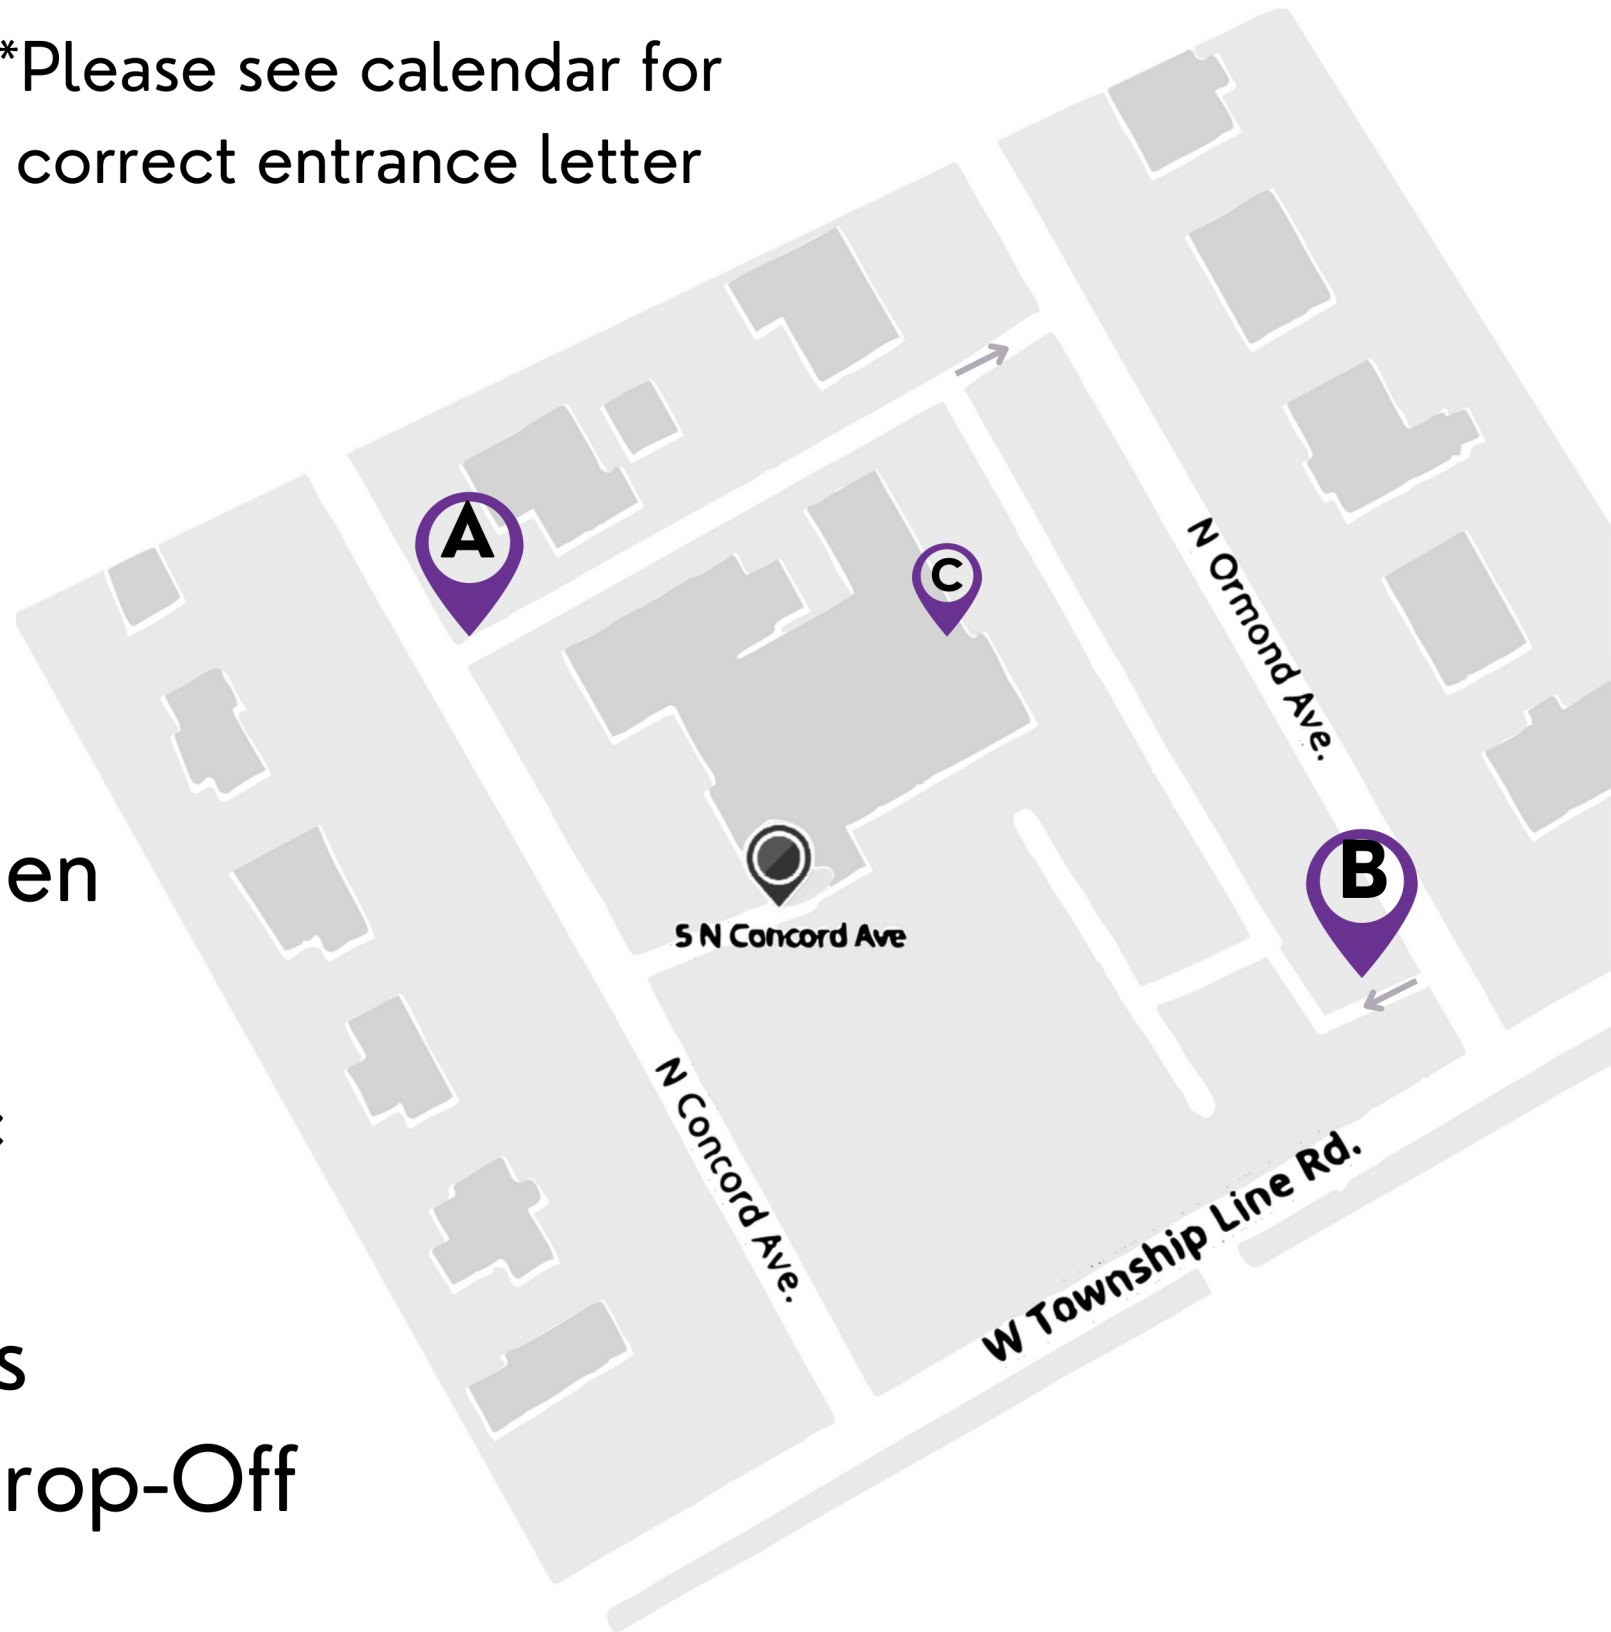 *Please see calendar for
correct entrance letter
A
C
N Ormond Ave.
B
en
5 N Concord Ave
N Concord Ave.
W Township Line Rd.
s
rop-Off